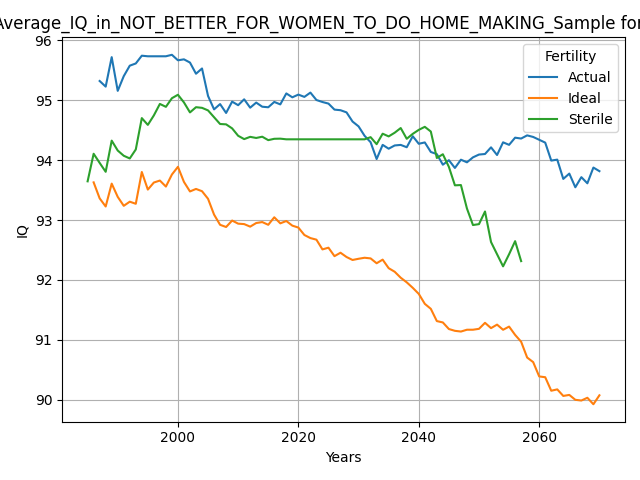 Average_IQ_in_NOT_BETTER_FOR_WOMEN_TO_DO_HOME_MAKING_Sample for
96
95
94
93
92
91
90
IQ
Fertility
Actual
Ideal
Sterile
2000 2020 2040 2060
Years